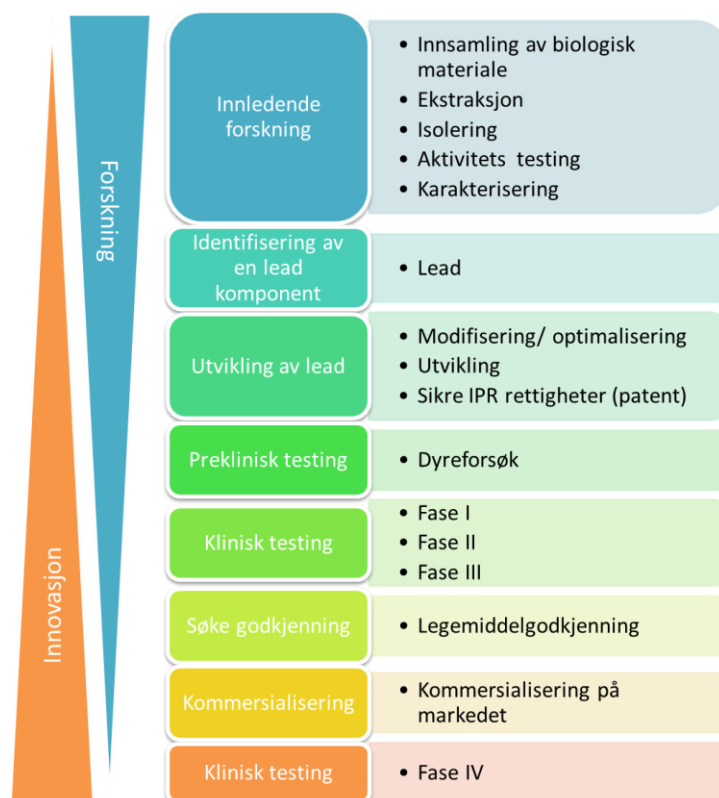 Forskning
Innovasjon
Innledende
forskning
• Innsamling av biologisk
materiale
• Ekstraksjon
• Isolering
• Aktivitets testing
• Karakterisering
Identifisering av
en lead
komponent
• Lead
Utvikling av lead
• Modifisering/ optimalisering
• Utvikling
• Sikre IPR rettigheter (patent)
Preklinisk testing
• Dyreforsøk
Klinisk testing
• Fase I
• Fase II
• Fase III
Søke godkjenning
• Legemiddelgodkjenning
Kommersialisering
• Kommersialisering på
markedet
Klinisk testing
• Fase IV